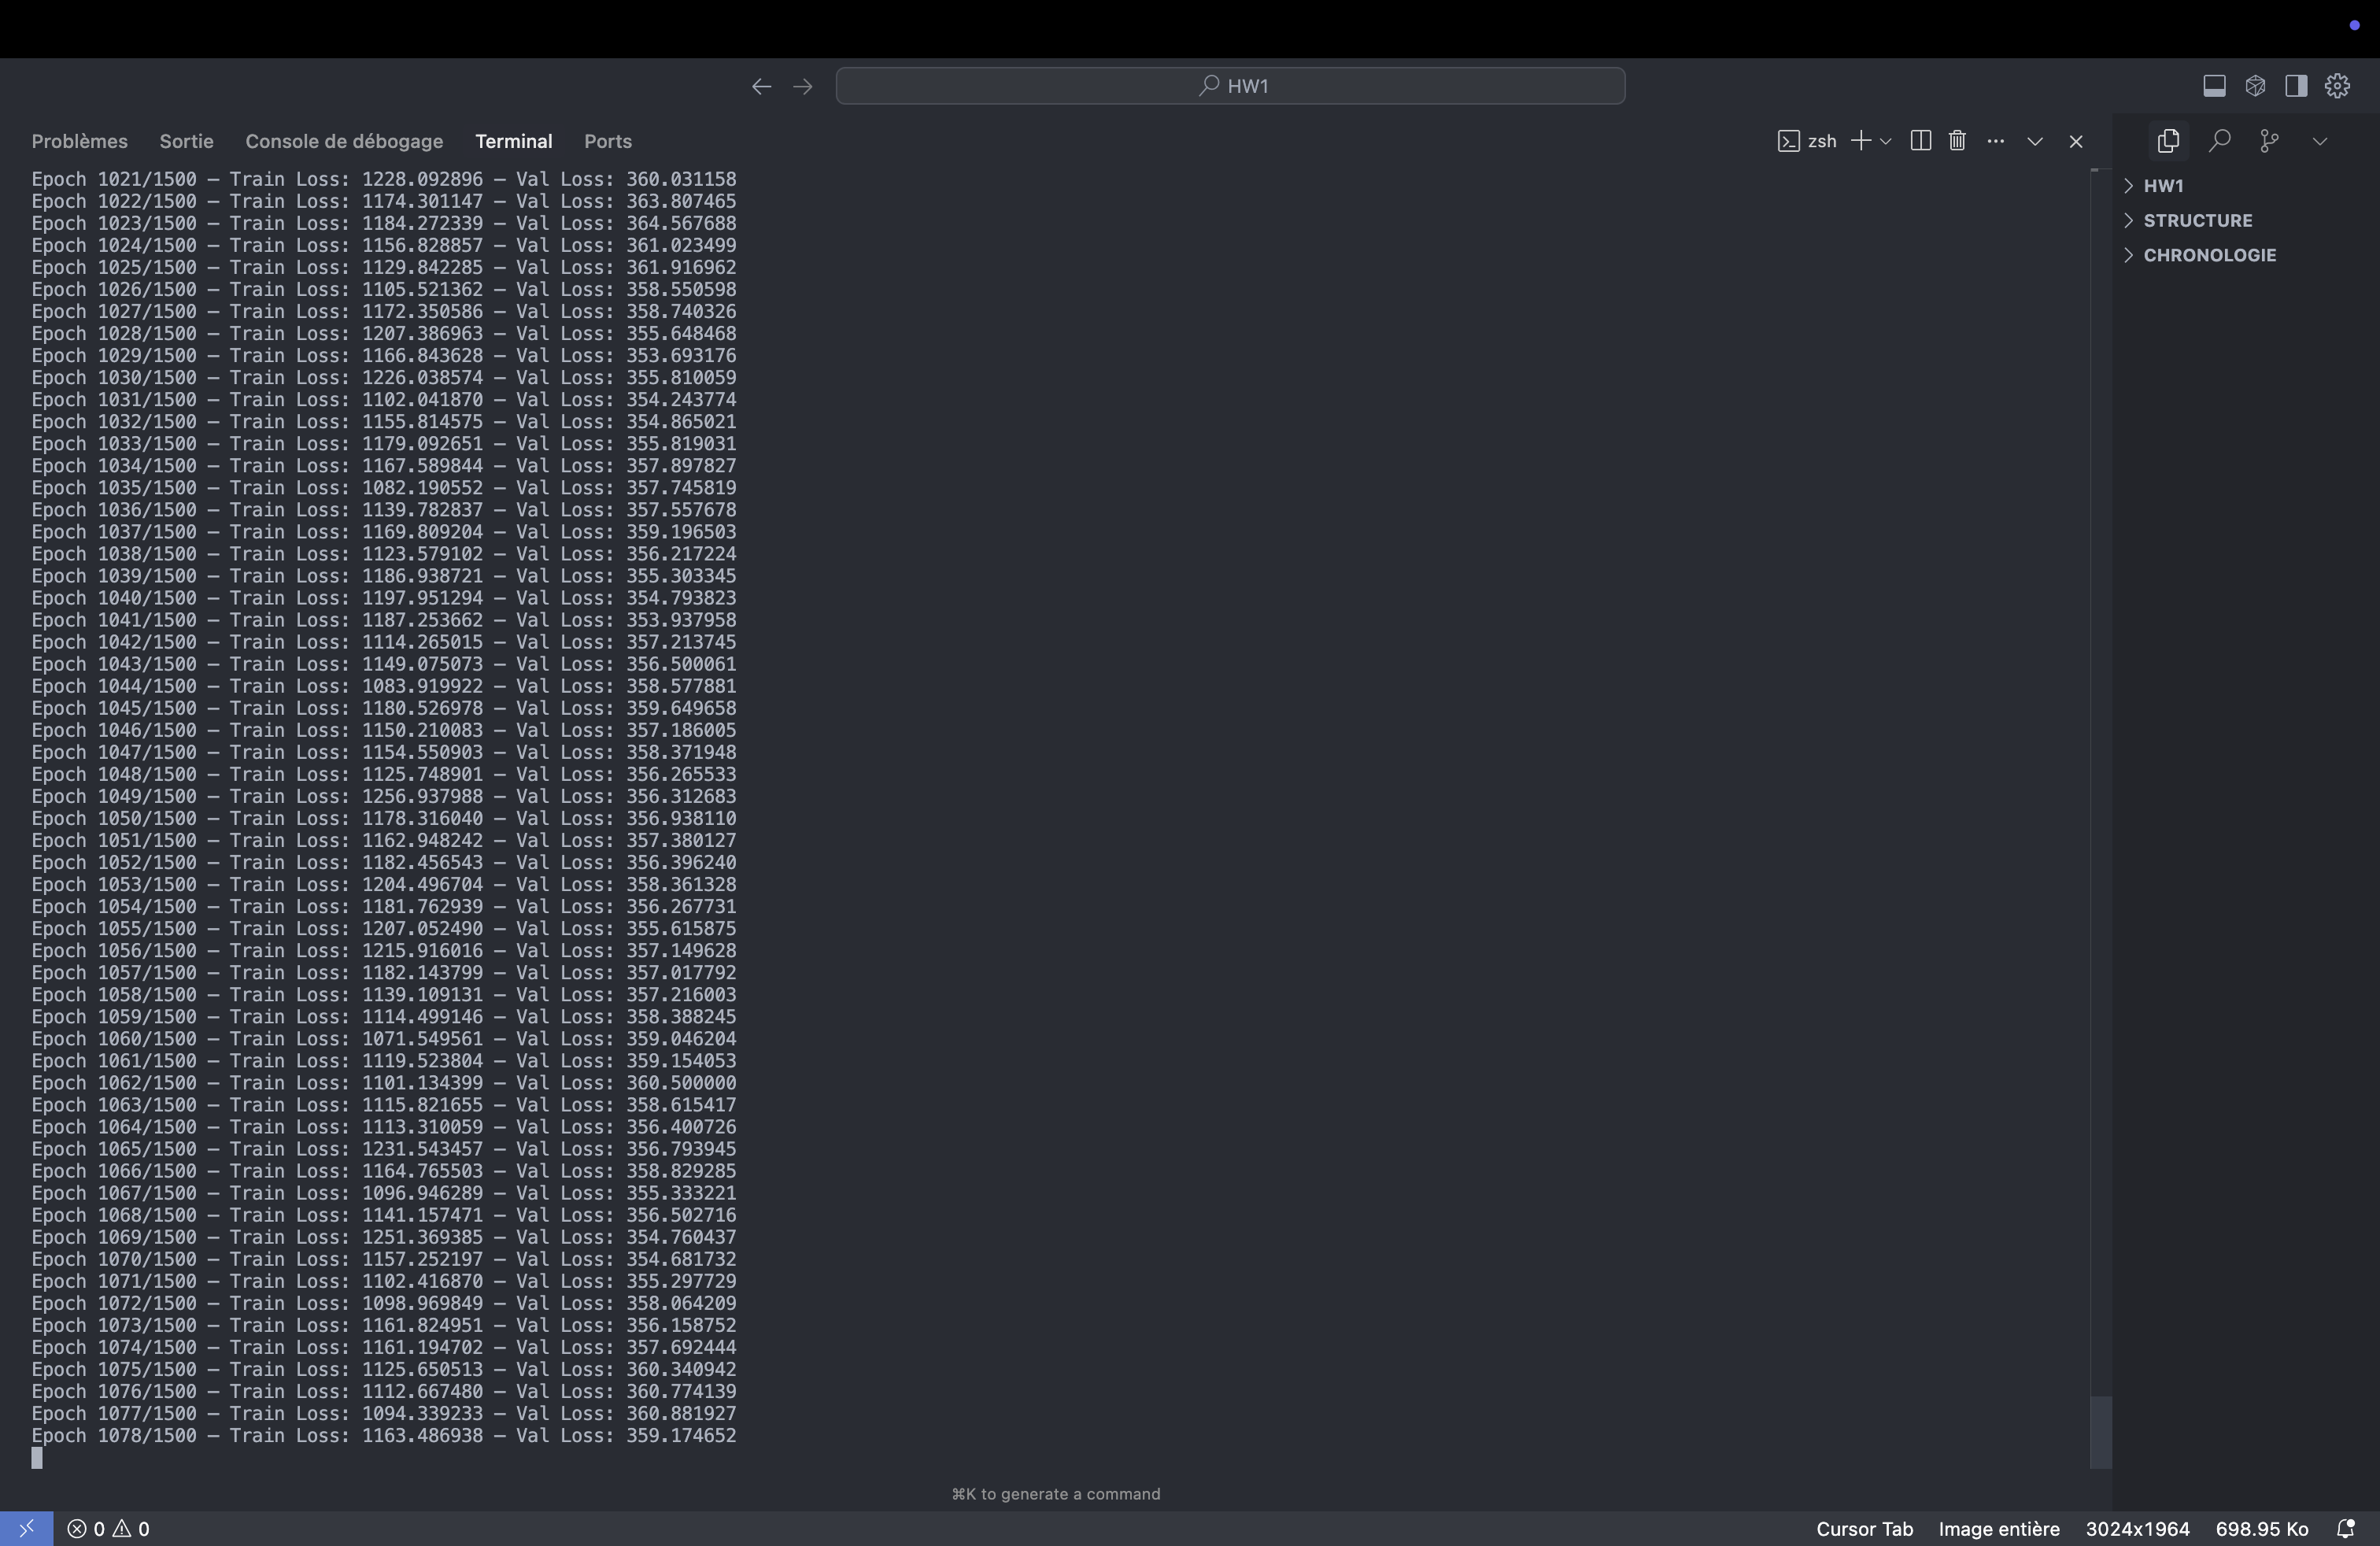 HW1
Problèmes Sortie Console de débogage Terminal Ports
zsh
Epoch 1021/1500 — Train Loss: 1228.092896 — Val Loss: 360.031158
Epoch 1022/1500 — Train Loss: 1174.301147 — Val Loss: 363.807465
Epoch 1023/1500 — Train Loss: 1184.272339 — Val Loss: 364.567688
Epoch 1024/1500 — Train Loss: 1156.828857 — Val Loss: 361.023499
Epoch 1025/1500 — Train Loss: 1129.842285 — Val Loss: 361.916962
Epoch 1026/1500 — Train Loss: 1105.521362 — Val Loss: 358.550598
Epoch 1027/1500 — Train Loss: 1172.350586 — Val Loss: 358.740326
Epoch 1028/1500 — Train Loss: 1207.386963 — Val Loss: 355.648468
Epoch 1029/1500 — Train Loss: 1166.843628 — Val Loss: 353.693176
Epoch 1030/1500 — Train Loss: 1226.038574 — Val Loss: 355.810059
Epoch 1031/1500 — Train Loss: 1102.041870 — Val Loss: 354.243774
Epoch 1032/1500 — Train Loss: 1155.814575 — Val Loss: 354.865021
Epoch 1033/1500 — Train Loss: 1179.092651 — Val Loss: 355.819031
Epoch 1034/1500 — Train Loss: 1167.589844 — Val Loss: 357.897827
Epoch 1035/1500 — Train Loss: 1082.190552 — Val Loss: 357.745819
Epoch 1036/1500 — Train Loss: 1139.782837 — Val Loss: 357.557678
Epoch 1037/1500 — Train Loss: 1169.809204 — Val Loss: 359.196503
Epoch 1038/1500 — Train Loss: 1123.579102 — Val Loss: 356.217224
Epoch 1039/1500 — Train Loss: 1186.938721 — Val Loss: 355.303345
Epoch 1040/1500 — Train Loss: 1197.951294 — Val Loss: 354.793823
Epoch 1041/1500 — Train Loss: 1187.253662 — Val Loss: 353.937958
Epoch 1042/1500 — Train Loss: 1114.265015 — Val Loss: 357.213745
Epoch 1043/1500 — Train Loss: 1149.075073 — Val Loss: 356.500061
Epoch 1044/1500 — Train Loss: 1083.919922 — Val Loss: 358.577881
Epoch 1045/1500 — Train Loss: 1180.526978 — Val Loss: 359.649658
Epoch 1046/1500 — Train Loss: 1150.210083 — Val Loss: 357.186005
Epoch 1047/1500 — Train Loss: 1154.550903 — Val Loss: 358.371948
Epoch 1048/1500 — Train Loss: 1125.748901 — Val Loss: 356.265533
Epoch 1049/1500 — Train Loss: 1256.937988 — Val Loss: 356.312683
Epoch 1050/1500 — Train Loss: 1178.316040 — Val Loss: 356.938110
Epoch 1051/1500 — Train Loss: 1162.948242 — Val Loss: 357.380127
Epoch 1052/1500 — Train Loss: 1182.456543 — Val Loss: 356.396240
Epoch 1053/1500 — Train Loss: 1204.496704 — Val Loss: 358.361328
Epoch 1054/1500 — Train Loss: 1181.762939 — Val Loss: 356.267731
Epoch 1055/1500 — Train Loss: 1207.052490 — Val Loss: 355.615875
Epoch 1056/1500 — Train Loss: 1215.916016 — Val Loss: 357.149628
Epoch 1057/1500 — Train Loss: 1182.143799 — Val Loss: 357.017792
Epoch 1058/1500 — Train Loss: 1139.109131 — Val Loss: 357.216003
Epoch 1059/1500 — Train Loss: 1114.499146 — Val Loss: 358.388245
Epoch 1060/1500 — Train Loss: 1071.549561 — Val Loss: 359.046204
Epoch 1061/1500 — Train Loss: 1119.523804 — Val Loss: 359.154053
Epoch 1062/1500 — Train Loss: 1101.134399 — Val Loss: 360.500000
Epoch 1063/1500 — Train Loss: 1115.821655 — Val Loss: 358.615417
Epoch 1064/1500 — Train Loss: 1113.310059 — Val Loss: 356.400726
Epoch 1065/1500 — Train Loss: 1231.543457 — Val Loss: 356.793945
Epoch 1066/1500 — Train Loss: 1164.765503 — Val Loss: 358.829285
Epoch 1067/1500 — Train Loss: 1096.946289 — Val Loss: 355.333221
Epoch 1068/1500 — Train Loss: 1141.157471 — Val Loss: 356.502716
Epoch 1069/1500 — Train Loss: 1251.369385 — Val Loss: 354.760437
Epoch 1070/1500 — Train Loss: 1157.252197 — Val Loss: 354.681732
Epoch 1071/1500 — Train Loss: 1102.416870 — Val Loss: 355.297729
Epoch 1072/1500 — Train Loss: 1098.969849 — Val Loss: 358.064209
Epoch 1073/1500 — Train Loss: 1161.824951 — Val Loss: 356.158752
Epoch 1074/1500 — Train Loss: 1161.194702 — Val Loss: 357.692444
Epoch 1075/1500 — Train Loss: 1125.650513 — Val Loss: 360.340942
Epoch 1076/1500 — Train Loss: 1112.667480 — Val Loss: 360.774139
Epoch 1077/1500 — Train Loss: 1094.339233 — Val Loss: 360.881927
Epoch 1078/1500 — Train Loss: 1163.486938 — Val Loss: 359.174652
⌘K to generate a command
HW1
STRUCTURE
CHRONOLOGIE
0 0
Cursor Tab Image entière 3024x1964 698.95 Ko